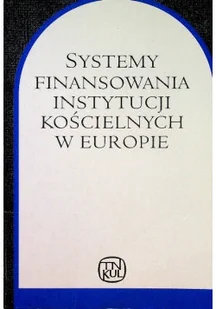 SYSTEMY
FINANSOWANIA
INSTYTUCJI
KOŚCIELNYCH
W EUROPIE
TN
KUL